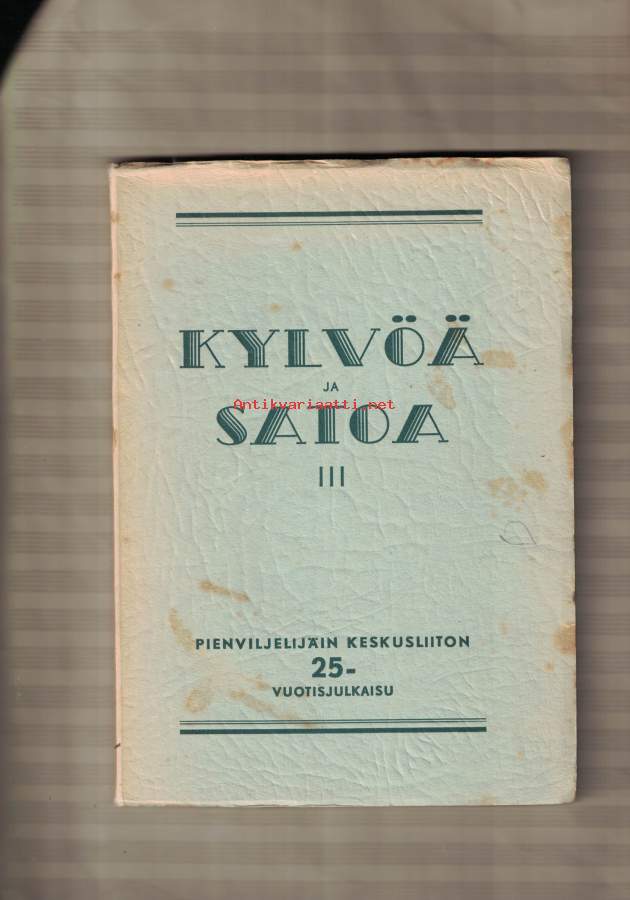 KYLVÖÄ
JA
Antikvariaatti.net
SATOA
III
PIENVILJELIJÄIN KESKUSLIITON
25-
VUOTISJULKAISU